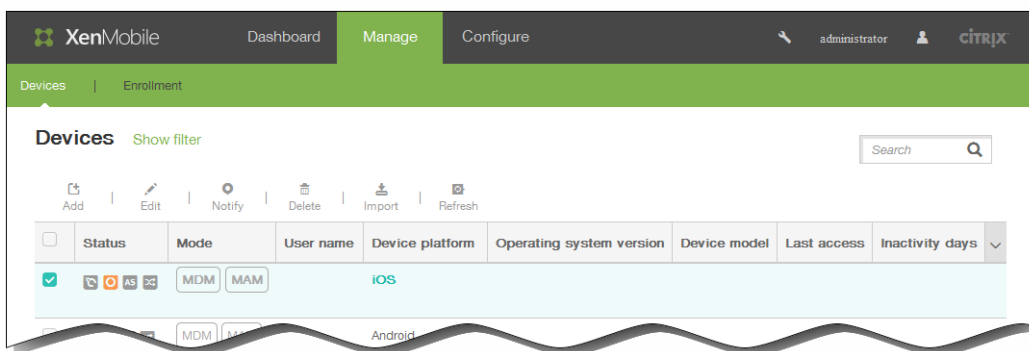 XenMobile Dashboard Manage Configure administrator CITRIX
Devices | Enrollment
Devices Show filter
Search
Add | Edit | Notify | Delete | Import | Refresh
Status Mode User name Device platform Operating system version Device model Last access Inactivity days
AS MDM MAM iOS
MDM Android